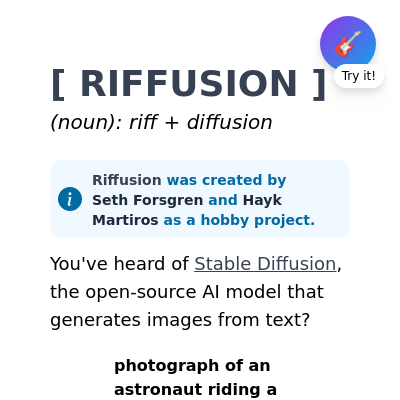 Try it!
[ RIFFUSION ]
(noun): riff + diffusion
Riffusion was created by
Seth Forsgren and Hayk
Martiros as a hobby project.
You've heard of Stable Diffusion,
the open-source AI model that
generates images from text?
photograph of an
astronaut riding a